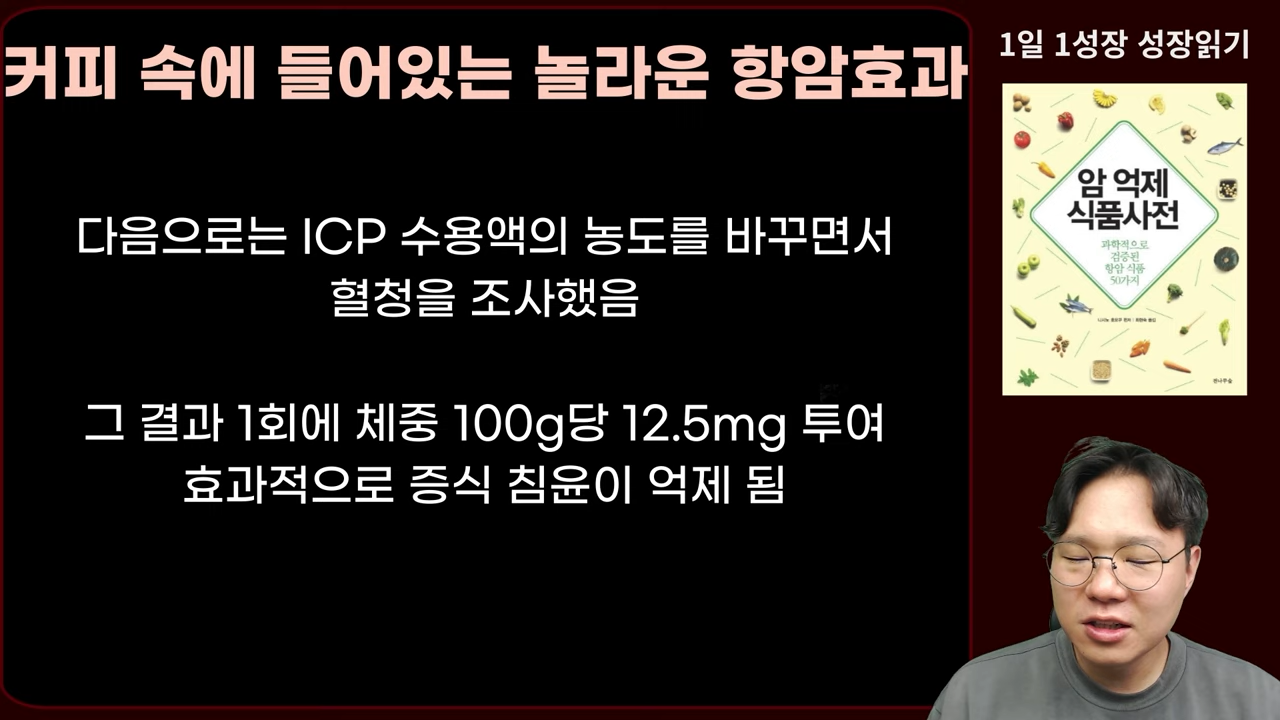 커피 속에 들어있는 놀라운 항암효과
다음으로는 ICP 수용액의 농도를 바꾸면서
혈청을 조사했음
그 결과 1회에 체중 100g당 12.5mg 투여
효과적으로 증식 침윤이 억제 됨
1일 1성장 성장읽기
암 억제
식품사전
과학적으로
검증된
항암 식품
50가지
전나무숲